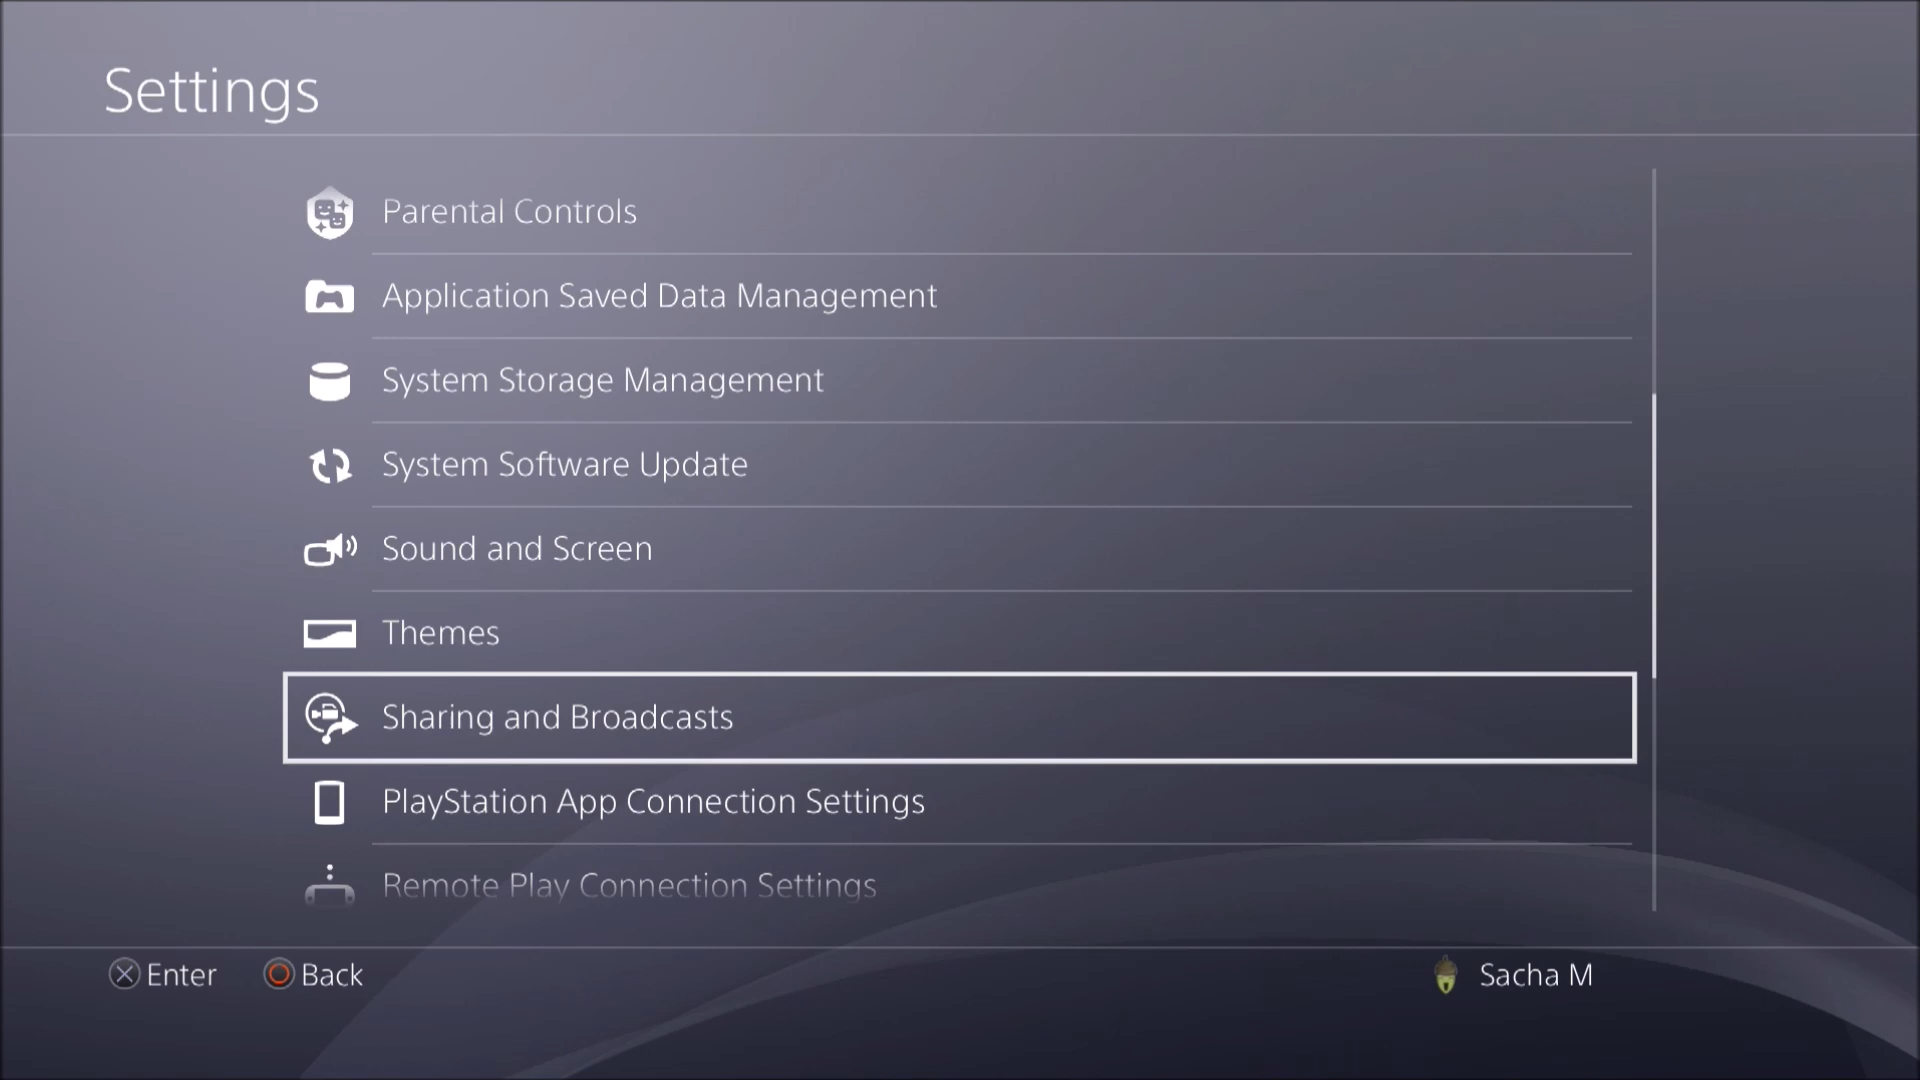 Settings
Parental Controls
Application Saved Data Management
System Storage Management
System Software Update
Sound and Screen
Themes
Sharing and Broadcasts
PlayStation App Connection Settings
Remote Play Connection Settings
Enter Back Sacha M